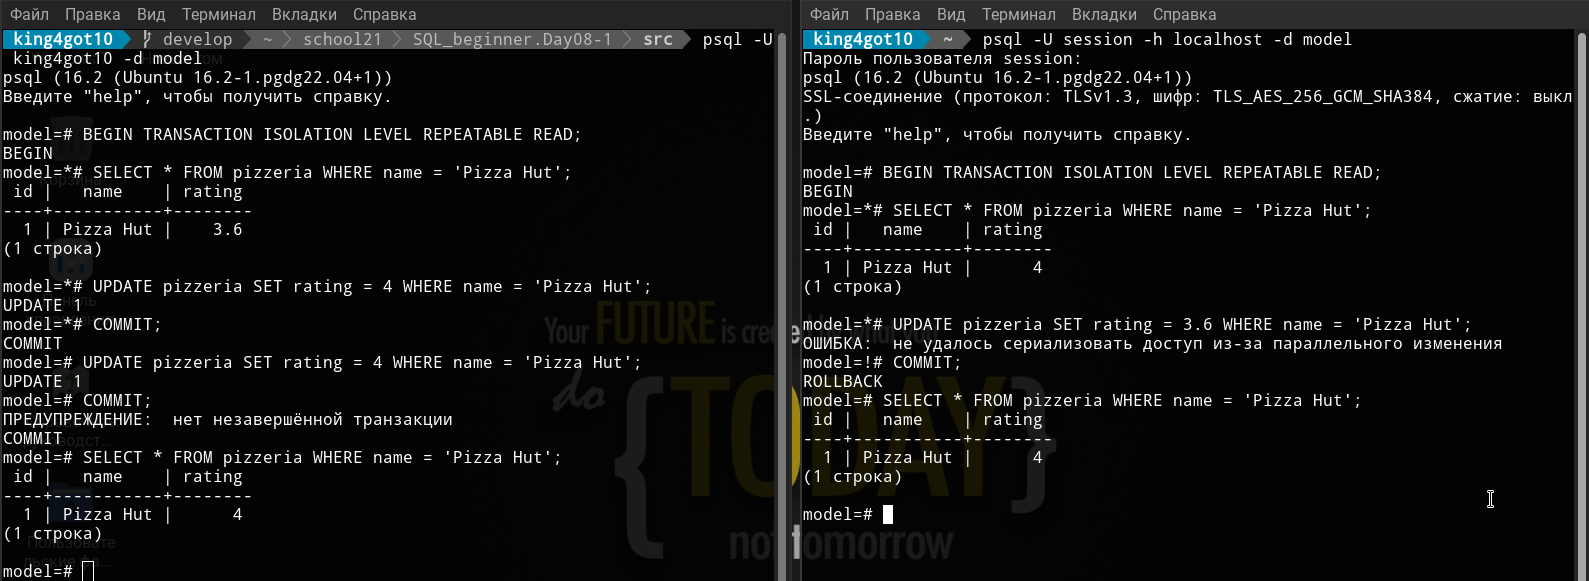 Файл Правка Вид Терминал Вкладки Справка
king4got10 develop ~ school21 SQL_beginner.Day08-1 src psql -U
king4got10 -d model
psql (16.2 (Ubuntu 16.2-1.pgdg22.04+1))
Введите "help", чтобы получить справку.
model=# BEGIN TRANSACTION ISOLATION LEVEL REPEATABLE READ;
BEGIN
model=*# SELECT * FROM pizzeria WHERE name = 'Pizza Hut';
 id |   name    | rating
----+-----------+--------
  1 | Pizza Hut |    3.6
(1 строка)
model=*# UPDATE pizzeria SET rating = 4 WHERE name = 'Pizza Hut';
UPDATE 1
model=*# COMMIT;
COMMIT
model=# UPDATE pizzeria SET rating = 4 WHERE name = 'Pizza Hut';
UPDATE 1
model=# COMMIT;
ПРЕДУПРЕЖДЕНИЕ:  нет незавершённой транзакции
COMMIT
model=# SELECT * FROM pizzeria WHERE name = 'Pizza Hut';
 id |   name    | rating
----+-----------+--------
  1 | Pizza Hut |      4
(1 строка)
model=#
Файл Правка Вид Терминал Вкладки Справка
king4got10 ~ psql -U session -h localhost -d model
Пароль пользователя session:
psql (16.2 (Ubuntu 16.2-1.pgdg22.04+1))
SSL-соединение (протокол: TLSv1.3, шифр: TLS_AES_256_GCM_SHA384, сжатие: выкл
.)
Введите "help", чтобы получить справку.
model=# BEGIN TRANSACTION ISOLATION LEVEL REPEATABLE READ;
BEGIN
model=*# SELECT * FROM pizzeria WHERE name = 'Pizza Hut';
 id |   name    | rating
----+-----------+--------
  1 | Pizza Hut |      4
(1 строка)
model=*# UPDATE pizzeria SET rating = 3.6 WHERE name = 'Pizza Hut';
ОШИБКА:  не удалось сериализовать доступ из-за параллельного изменения
model=!# COMMIT;
ROLLBACK
model=# SELECT * FROM pizzeria WHERE name = 'Pizza Hut';
 id |   name    | rating
----+-----------+--------
  1 | Pizza Hut |      4
(1 строка)
model=#
Your FUTURE is
do {TODAY}
not tomorrow